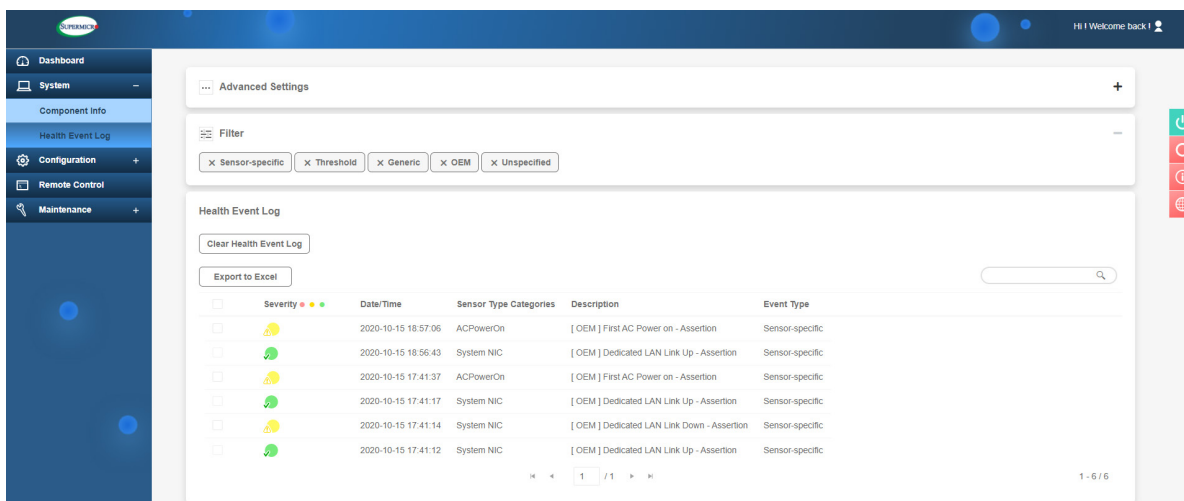 SUPERMICR
Hi ! Welcome back !
Dashboard
System −
Component Info
Health Event Log
Configuration +
Remote Control
Maintenance +
... Advanced Settings +
Filter −
× Sensor-specific × Threshold × Generic × OEM × Unspecified
Health Event Log
Clear Health Event Log
Export to Excel
Severity Date/Time Sensor Type Categories Description Event Type
2020-10-15 18:57:06 ACPowerOn [ OEM ] First AC Power on - Assertion Sensor-specific
2020-10-15 18:56:43 System NIC [ OEM ] Dedicated LAN Link Up - Assertion Sensor-specific
2020-10-15 17:41:37 ACPowerOn [ OEM ] First AC Power on - Assertion Sensor-specific
2020-10-15 17:41:17 System NIC [ OEM ] Dedicated LAN Link Up - Assertion Sensor-specific
2020-10-15 17:41:14 System NIC [ OEM ] Dedicated LAN Link Down - Assertion Sensor-specific
2020-10-15 17:41:12 System NIC [ OEM ] Dedicated LAN Link Up - Assertion Sensor-specific
1 / 1 1 - 6 / 6